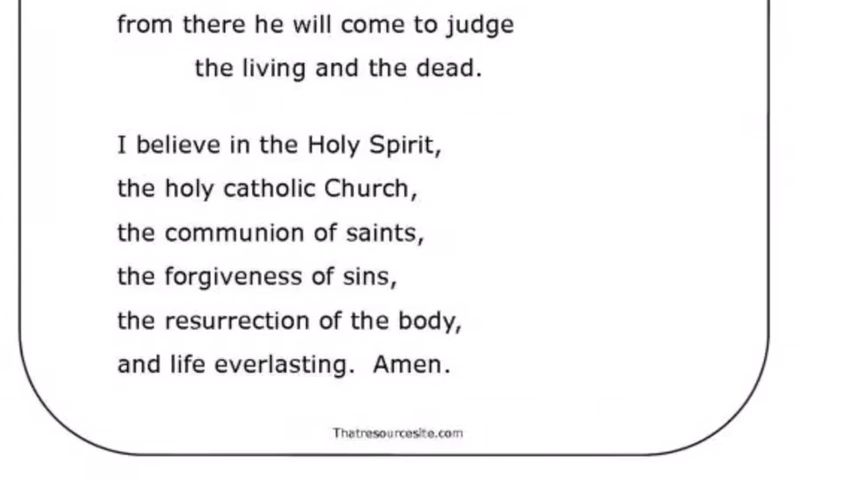 from there he will come to judge
the living and the dead.
I believe in the Holy Spirit,
the holy catholic Church,
the communion of saints,
the forgiveness of sins,
the resurrection of the body,
and life everlasting.  Amen.
Thatresourcesite.com